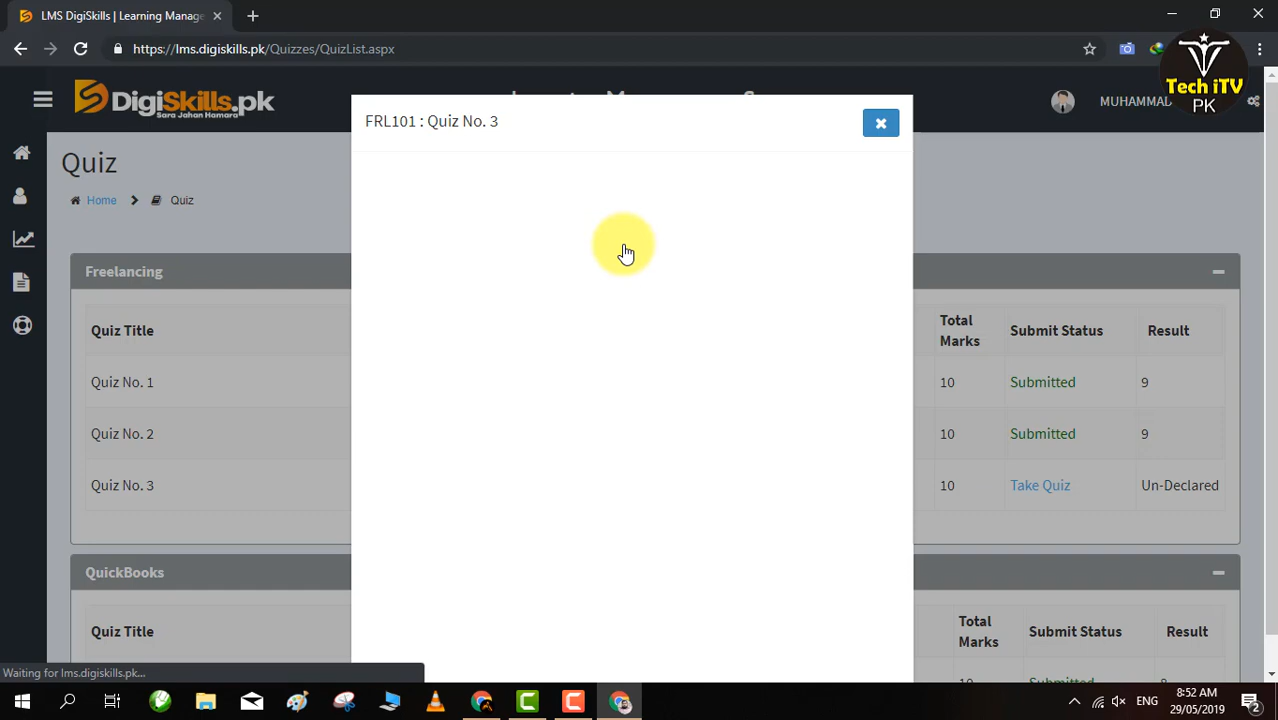 LMS DigiSkills | Learning Manage
https://lms.digiskills.pk/Quizzes/QuizList.aspx
Tech iTV
PK
DigiSkills.pk
Sara Jahan Hamara
MUHAMMAD
FRL101 : Quiz No. 3
Quiz
Home
Quiz
Freelancing
Quiz Title
Total Marks
Submit Status
Result
Quiz No. 1
10
Submitted
9
Quiz No. 2
10
Submitted
9
Quiz No. 3
10
Take Quiz
Un-Declared
QuickBooks
Quiz Title
Total Marks
Submit Status
Result
Waiting for lms.digiskills.pk...
ENG
8:52 AM
29/05/2019
2